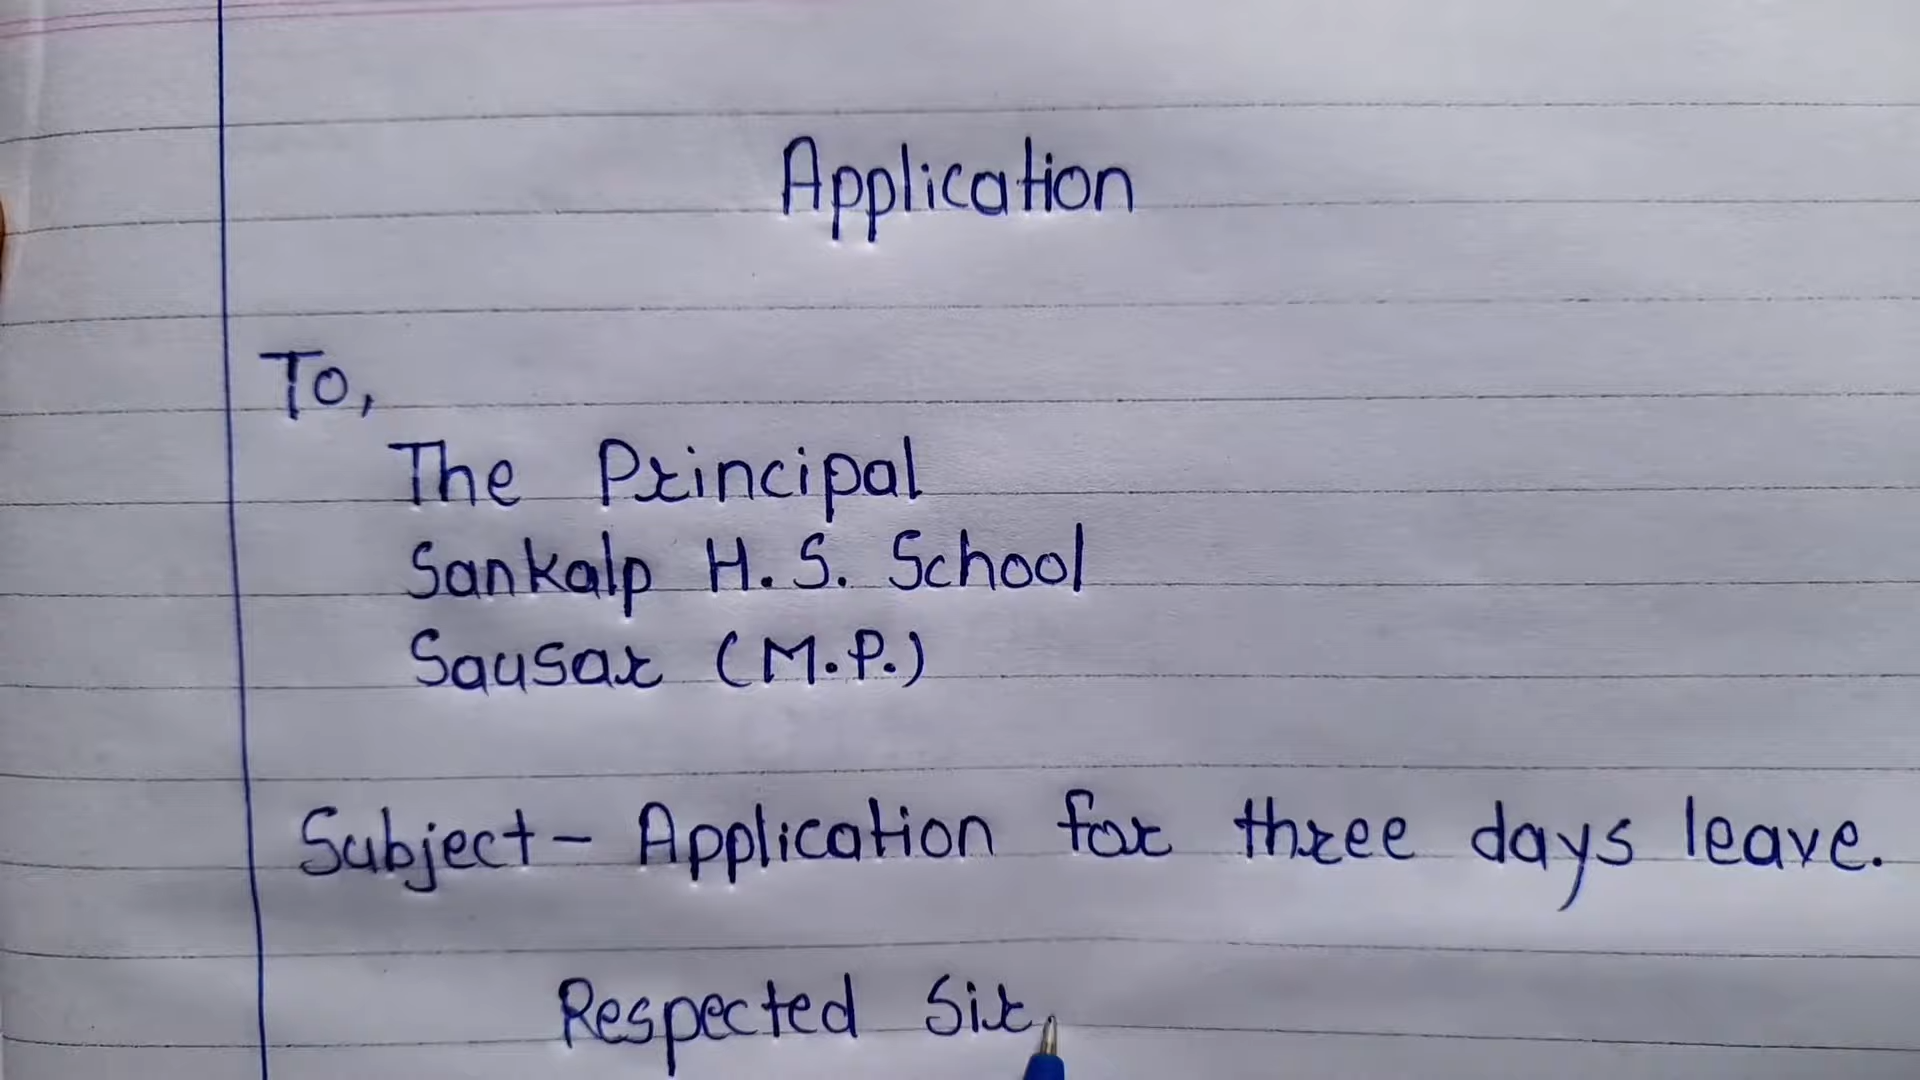 Application
To,
The Principal
Sankalp H. S. School
Sausar (M.P.)
Subject - Application for three days leave.
Respected Sir,